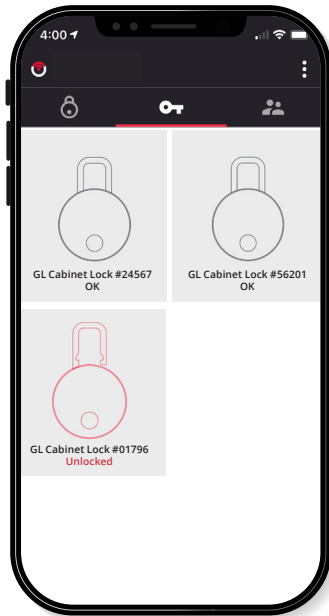 4:00
GL Cabinet Lock #24567
OK
GL Cabinet Lock #56201
OK
GL Cabinet Lock #01796
Unlocked